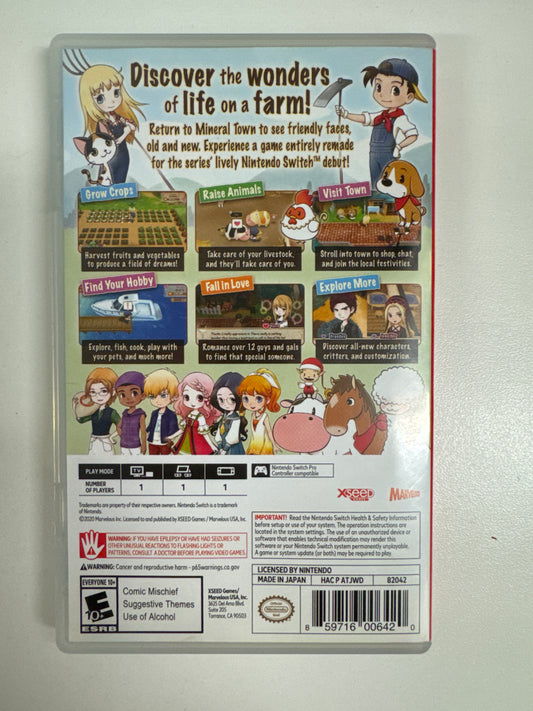 Discover the wonders
of life on a farm!
Return to Mineral Town to see friendly faces,
old and new. Experience a game entirely remade
for the series' lively Nintendo Switch™ debut!
Grow Crops
Raise Animals
Visit Town
Harvest fruits and vegetables
to produce a field of dreams!
Take care of your livestock,
and they'll take care of you.
Stroll into town to shop, chat,
and join the local festivities.
Find Your Hobby
Fall in Love
Explore More
Explore, fish, cook, play with
your pets, and much more!
Romance over 12 guys and gals
to find that special someone.
Discover all-new characters,
critters, and customization.
PLAY MODE
TV
NUMBER
OF PLAYERS
1
1
1
Nintendo Switch Pro
Controller compatible
XSEED
GAMES
Trademarks are property of their respective owners. Nintendo Switch is a trademark
of Nintendo.
©2020 Marvelous Inc. Licensed to and published by XSEED Games / Marvelous USA, Inc.
WARNING: IF YOU HAVE EPILEPSY OR HAVE HAD SEIZURES OR
OTHER UNUSUAL REACTIONS TO FLASHING LIGHTS OR
PATTERNS, CONSULT A DOCTOR BEFORE PLAYING VIDEO GAMES.
WARNING: Cancer and reproductive harm - p65warnings.ca.gov
IMPORTANT! Read the Nintendo Switch Health & Safety Information
before setup or use of your system. The operation instructions are
located in the system settings. The use of an unauthorized device or
software that enables technical modification may render this
software or your Nintendo Switch system permanently unplayable.
A game or system update (or both) may be required to play.
EVERYONE 10+
E
10+
ESRB
Comic Mischief
Suggestive Themes
Use of Alcohol
XSEED Games/
Marvelous USA, Inc.
3625 Del Amo Blvd.
Suite 205
Torrance, CA 90503
LICENSED BY NINTENDO
MADE IN JAPAN
HAC P ATJWD
82042
8 59716 00642 0